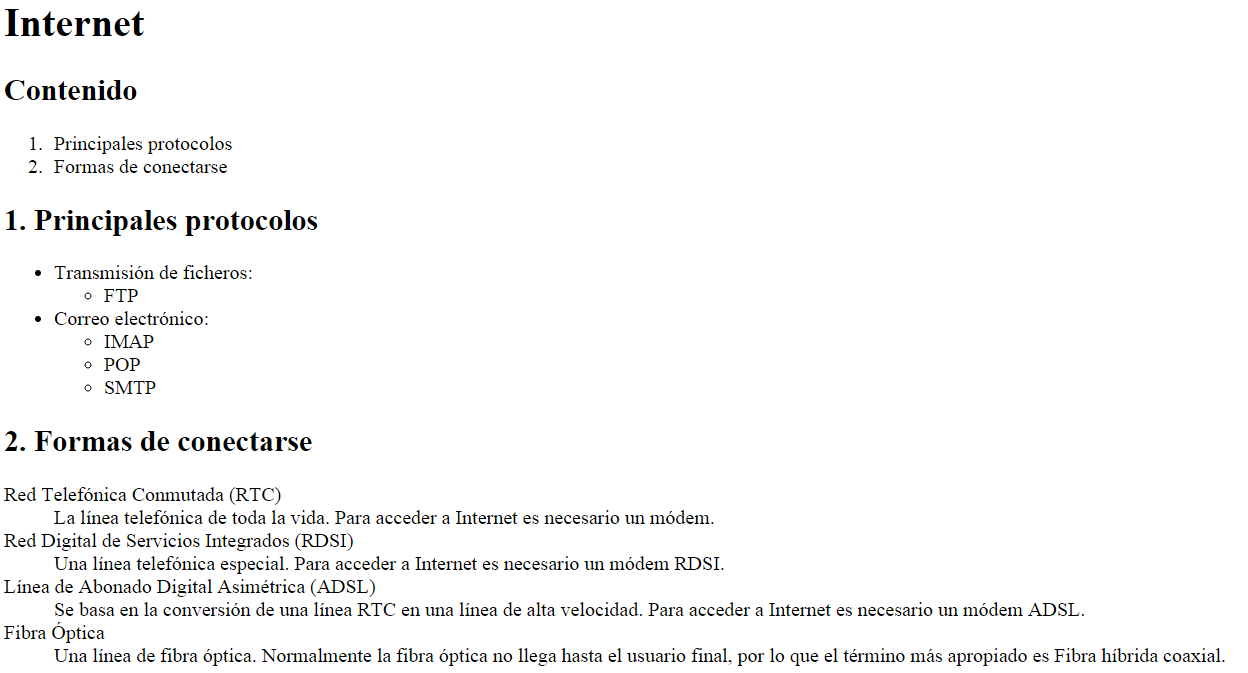 Internet
Contenido
1. Principales protocolos
2. Formas de conectarse
1. Principales protocolos
• Transmisión de ficheros:
◦ FTP
• Correo electrónico:
◦ IMAP
◦ POP
◦ SMTP
2. Formas de conectarse
Red Telefónica Conmutada (RTC)
La línea telefónica de toda la vida. Para acceder a Internet es necesario un módem.
Red Digital de Servicios Integrados (RDSI)
Una línea telefónica especial. Para acceder a Internet es necesario un módem RDSI.
Línea de Abonado Digital Asimétrica (ADSL)
Se basa en la conversión de una línea RTC en una línea de alta velocidad. Para acceder a Internet es necesario un módem ADSL.
Fibra Óptica
Una línea de fibra óptica. Normalmente la fibra óptica no llega hasta el usuario final, por lo que el término más apropiado es Fibra híbrida coaxial.